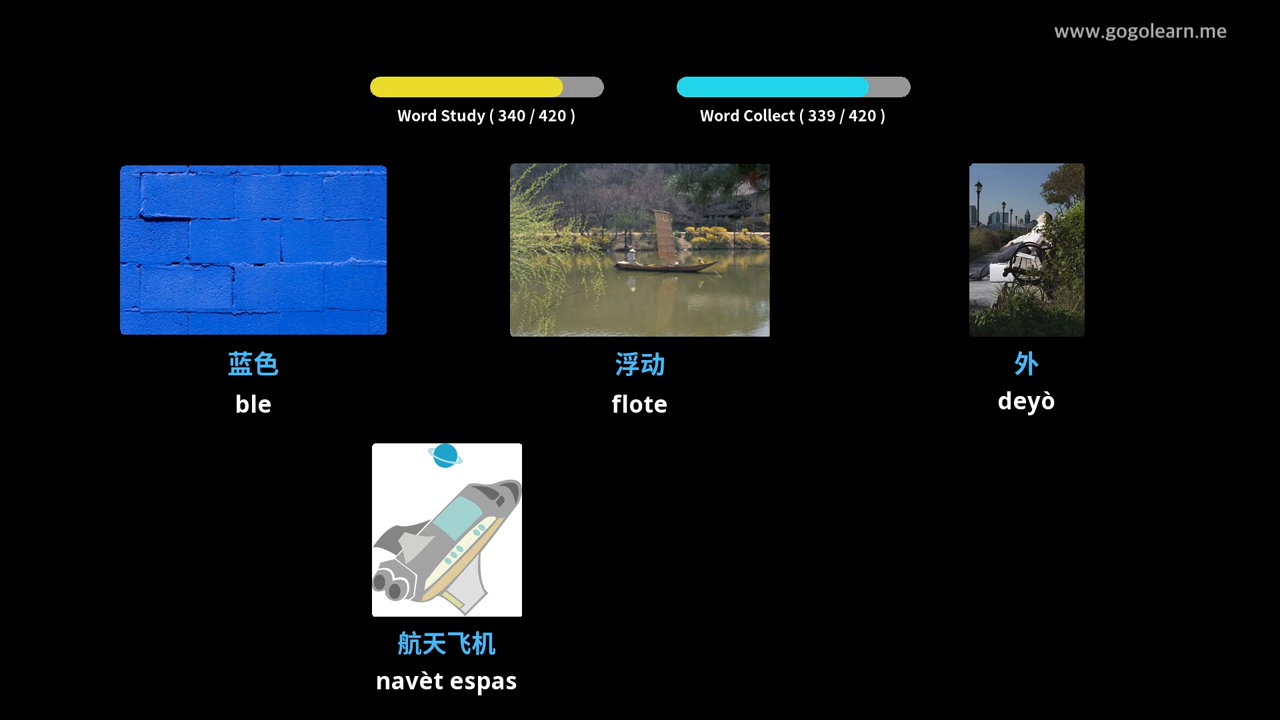 www.gogolearn.me
Word Study ( 340 / 420 )
Word Collect ( 339 / 420 )
蓝色
ble
浮动
flote
外
deyò
航天飞机
navèt espas